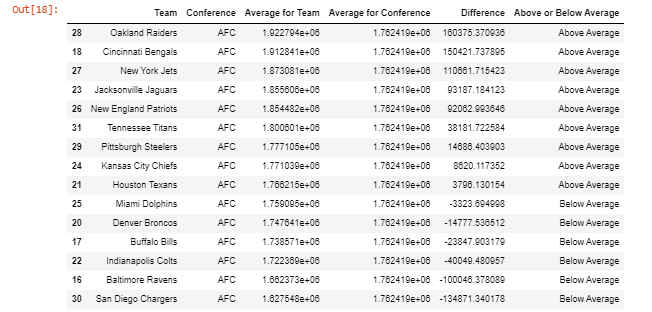 Out[18]:
Team Conference Average for Team Average for Conference Difference Above or Below Average
28 Oakland Raiders AFC 1.922794e+06 1.762419e+06 160375.370936 Above Average
18 Cincinnati Bengals AFC 1.912841e+06 1.762419e+06 150421.737895 Above Average
27 New York Jets AFC 1.873081e+06 1.762419e+06 110661.715423 Above Average
23 Jacksonville Jaguars AFC 1.855606e+06 1.762419e+06 93187.184123 Above Average
26 New England Patriots AFC 1.854482e+06 1.762419e+06 92062.993646 Above Average
31 Tennessee Titans AFC 1.800601e+06 1.762419e+06 38181.722584 Above Average
29 Pittsburgh Steelers AFC 1.777105e+06 1.762419e+06 14686.403903 Above Average
24 Kansas City Chiefs AFC 1.771039e+06 1.762419e+06 8620.117352 Above Average
21 Houston Texans AFC 1.766215e+06 1.762419e+06 3796.130154 Above Average
25 Miami Dolphins AFC 1.759095e+06 1.762419e+06 -3323.694998 Below Average
20 Denver Broncos AFC 1.747641e+06 1.762419e+06 -14777.536512 Below Average
17 Buffalo Bills AFC 1.738571e+06 1.762419e+06 -23847.903179 Below Average
22 Indianapolis Colts AFC 1.722369e+06 1.762419e+06 -40049.480957 Below Average
16 Baltimore Ravens AFC 1.662373e+06 1.762419e+06 -100046.378089 Below Average
30 San Diego Chargers AFC 1.627548e+06 1.762419e+06 -134871.340178 Below Average